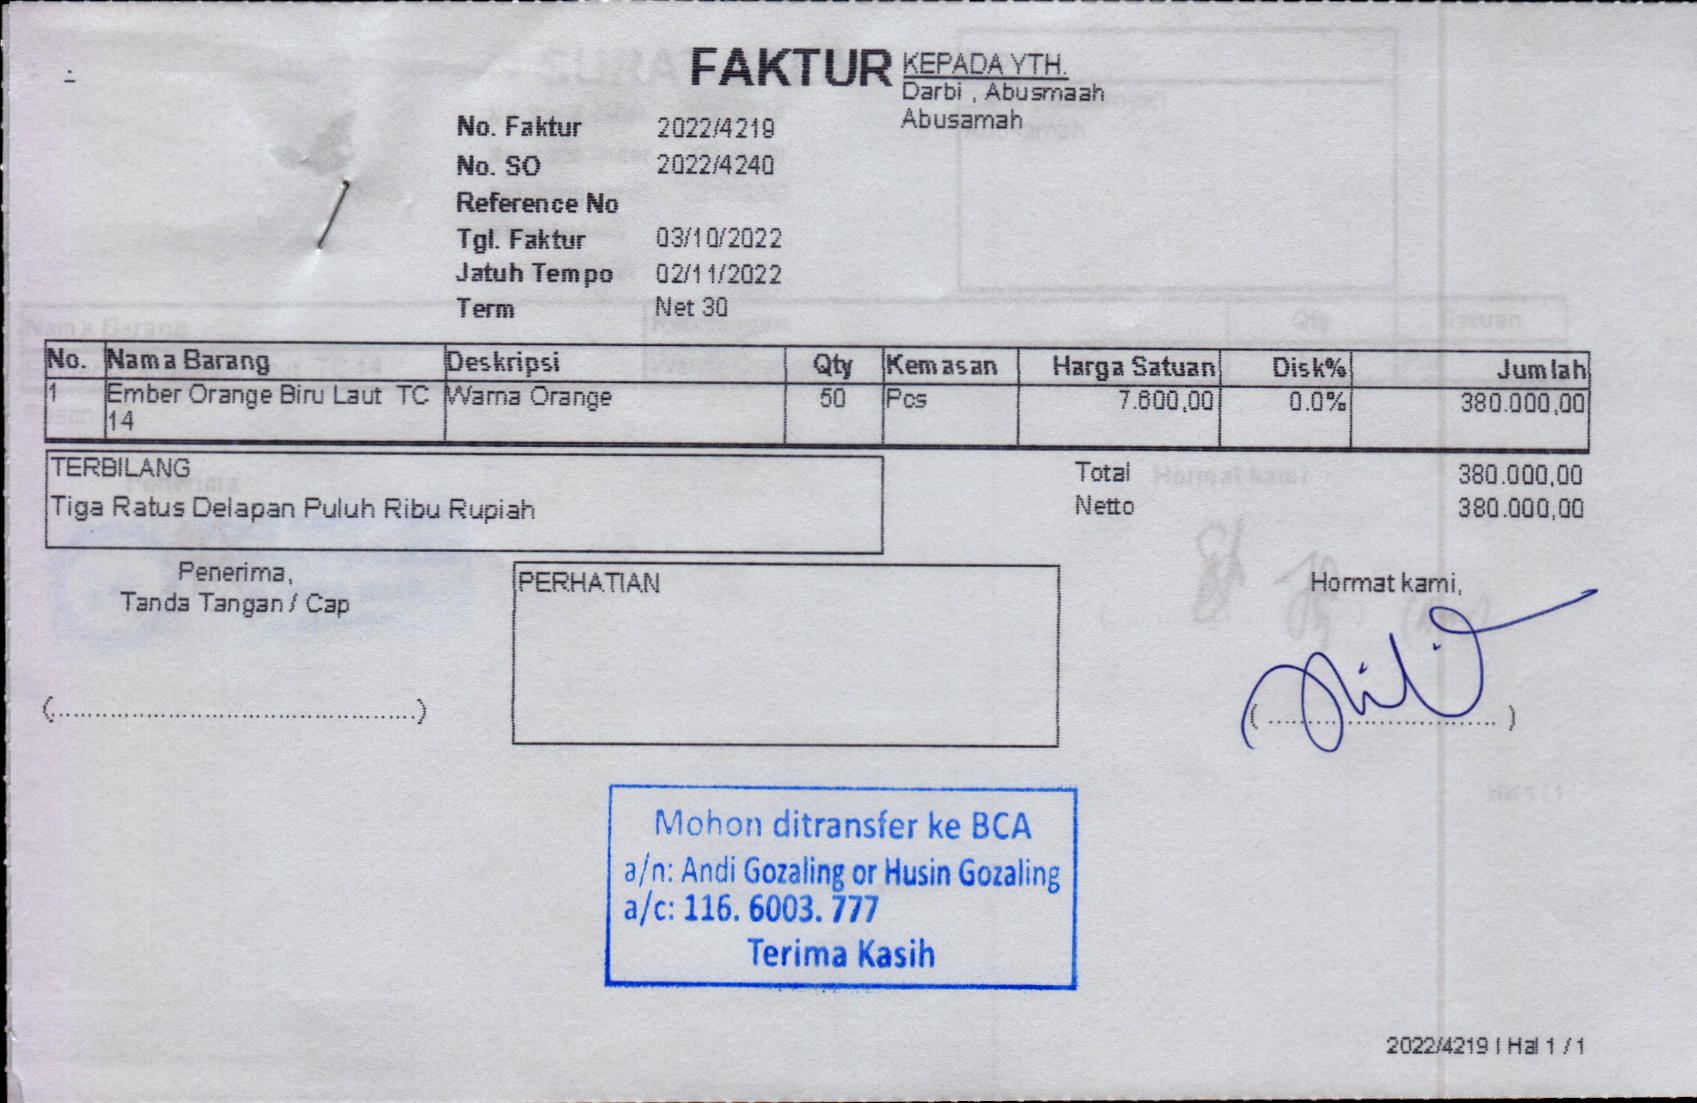 FAKTUR
KEPADA YTH.
Darbi , Abusmaah
Abusamah
No. Faktur 2022/4219
No. SO 2022/4240
Reference No
Tgl. Faktur 03/10/2022
Jatuh Tempo 02/11/2022
Term Net 30
No. Nama Barang Deskripsi Qty Kemasan Harga Satuan Disk% Jumlah
1 Ember Orange Biru Laut TC Warna Orange 50 Pcs 7.600,00 0.0% 380.000,00
14
TERBILANG
Tiga Ratus Delapan Puluh Ribu Rupiah
Total 380.000,00
Netto 380.000,00
Penerima,
Tanda Tangan / Cap
(................................................)
PERHATIAN
Hormat kami,
( .............................. )
Mohon ditransfer ke BCA
a/n: Andi Gozaling or Husin Gozaling
a/c: 116. 6003. 777
Terima Kasih
2022/4219 | Hal 1 / 1